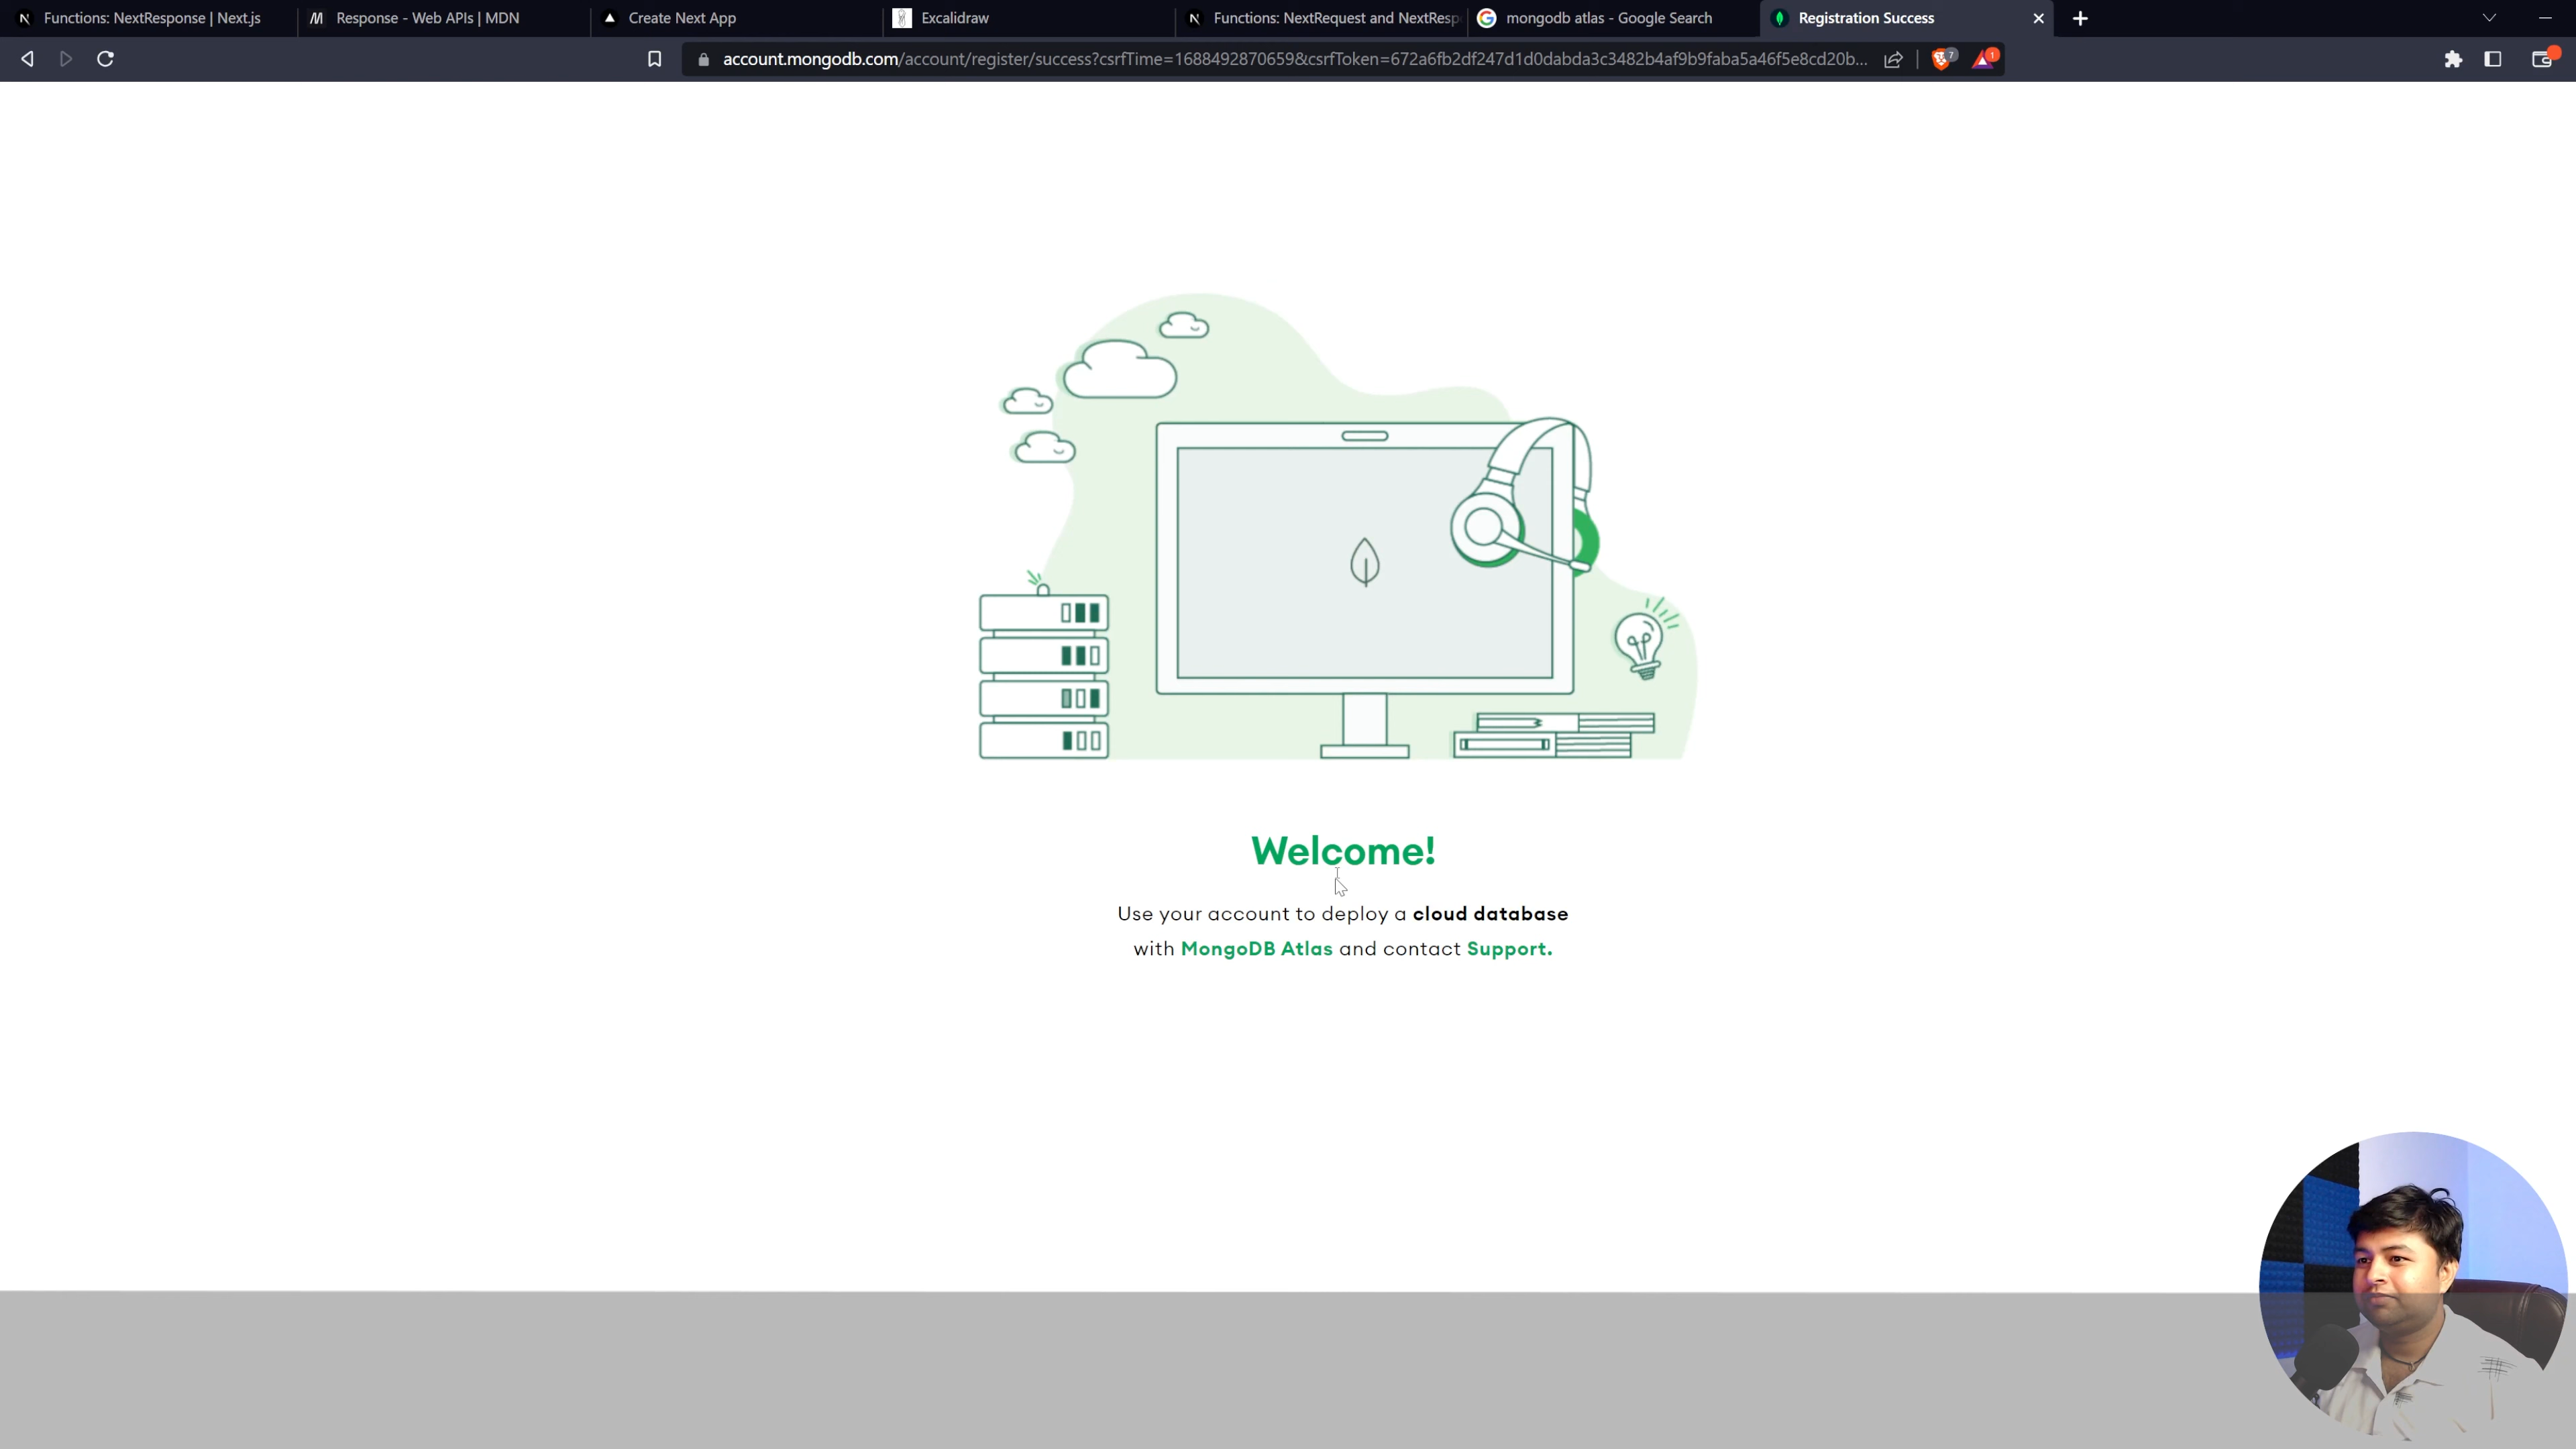 Functions: NextResponse | Next.js
Response - Web APIs | MDN
Create Next App
Excalidraw
Functions: NextRequest and NextResp
mongodb atlas - Google Search
Registration Success
account.mongodb.com/account/register/success?csrfTime=1688492870659&csrfToken=672a6fb2df247d1d0dabda3c3482b4af9b9faba5a46f5e8cd20b...
7
1
Welcome!
Use your account to deploy a cloud database
with MongoDB Atlas and contact Support.